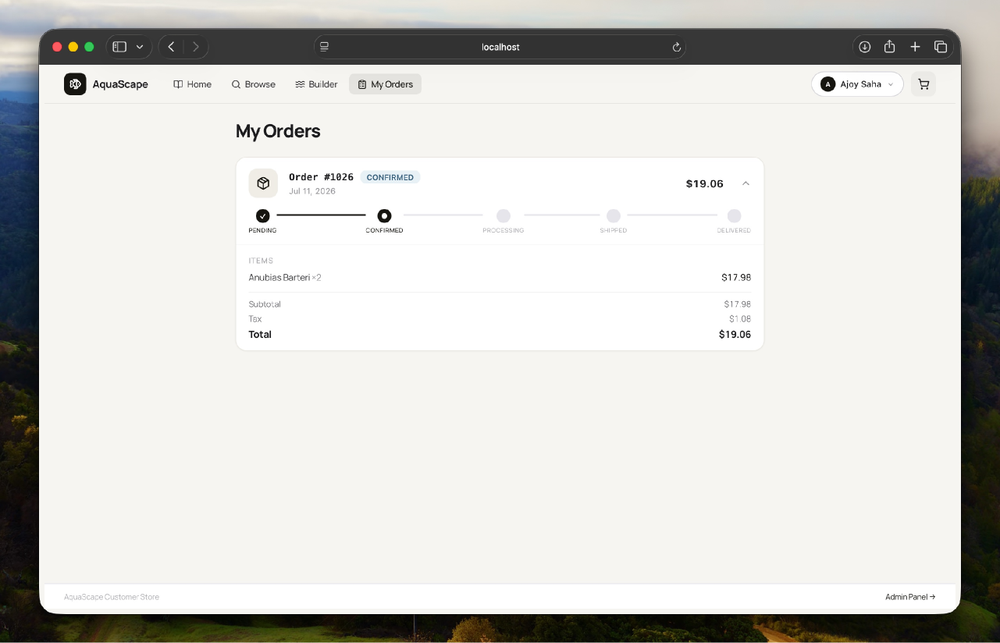 localhost
AquaScape Home Browse Builder My Orders A Ajoy Saha
My Orders
Order #1026 CONFIRMED
Jul 11, 2026
$19.06
PENDING CONFIRMED PROCESSING SHIPPED DELIVERED
ITEMS
Anubias Barteri ×2 $17.98
Subtotal $17.98
Tax $1.08
Total $19.06
AquaScape Customer Store Admin Panel →